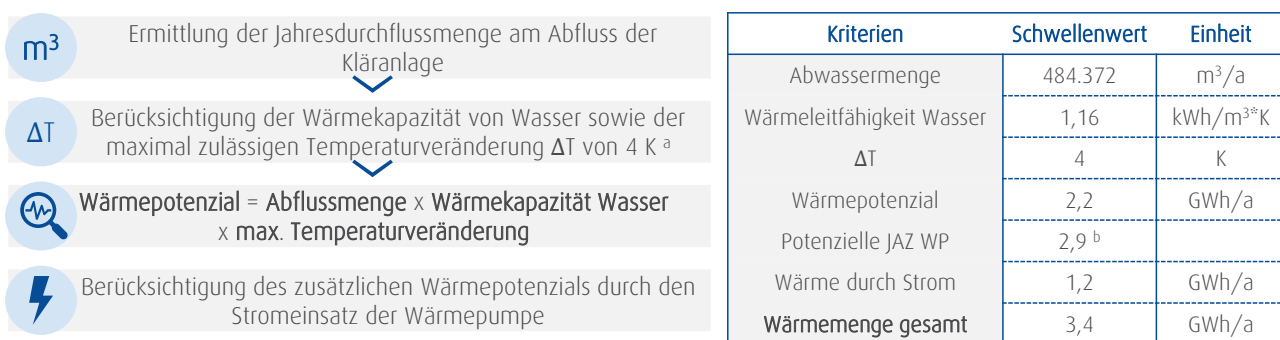 m³
Ermittlung der Jahresdurchflussmenge am Abfluss der
Kläranlage
ΔT
Berücksichtigung der Wärmekapazität von Wasser sowie der
maximal zulässigen Temperaturveränderung ΔT von 4 K ᵃ
Wärmepotenzial = Abflussmenge x Wärmekapazität Wasser
x max. Temperaturveränderung
Berücksichtigung des zusätzlichen Wärmepotenzials durch den
Stromeinsatz der Wärmepumpe
Kriterien Schwellenwert Einheit
Abwassermenge 484.372 m³/a
Wärmeleitfähigkeit Wasser 1,16 kWh/m³*K
ΔT 4 K
Wärmepotenzial 2,2 GWh/a
Potenzielle JAZ WP 2,9 ᵇ
Wärme durch Strom 1,2 GWh/a
Wärmemenge gesamt 3,4 GWh/a